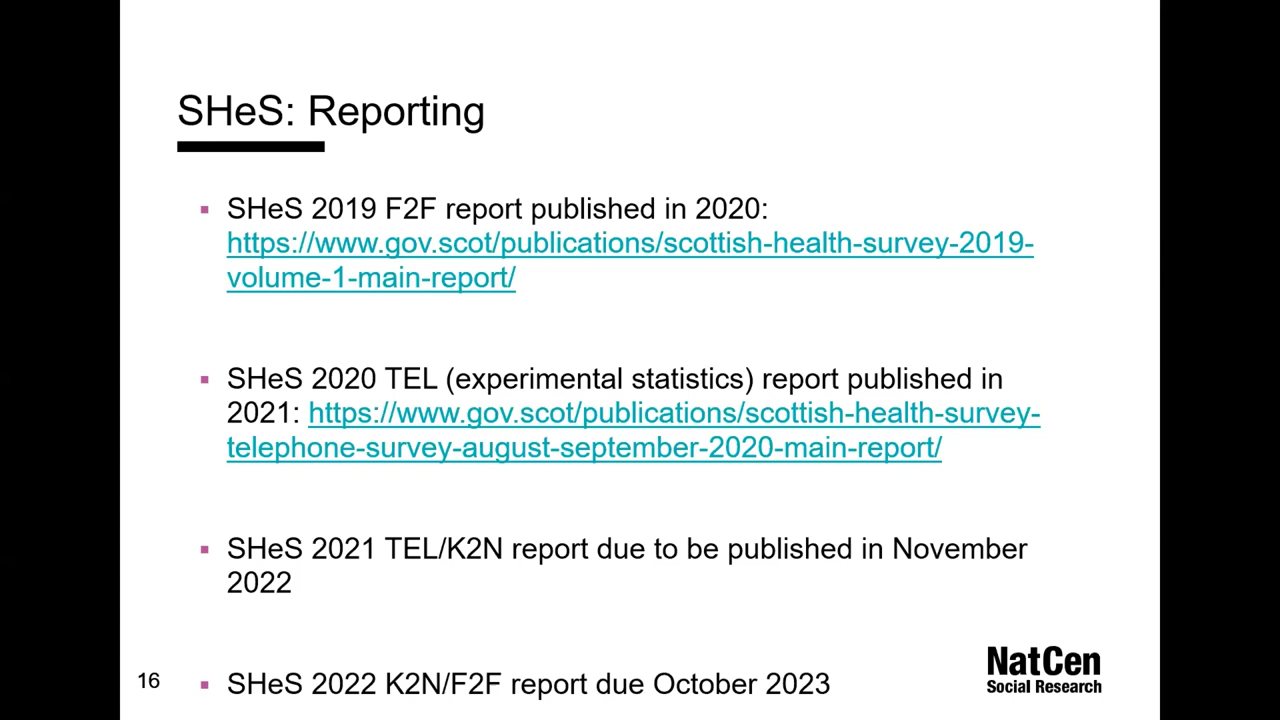 SHeS: Reporting
SHeS 2019 F2F report published in 2020:
https://www.gov.scot/publications/scottish-health-survey-2019-
volume-1-main-report/
SHeS 2020 TEL (experimental statistics) report published in
2021: https://www.gov.scot/publications/scottish-health-survey-
telephone-survey-august-september-2020-main-report/
SHeS 2021 TEL/K2N report due to be published in November
2022
SHeS 2022 K2N/F2F report due October 2023
16
NatCen
Social Research